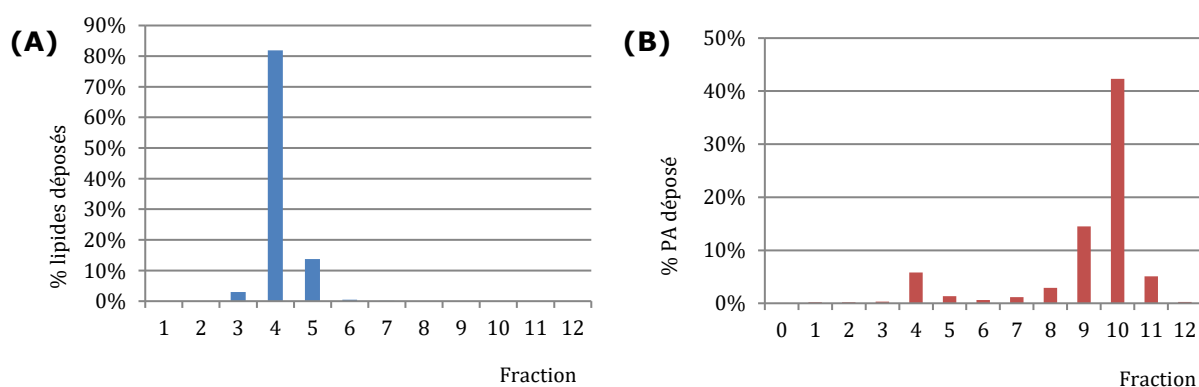 (A)
% lipides déposés
90%
80%
70%
60%
50%
40%
30%
20%
10%
0%
1 2 3 4 5 6 7 8 9 10 11 12
Fraction
(B)
% PA déposé
50%
40%
30%
20%
10%
0%
0 1 2 3 4 5 6 7 8 9 10 11 12
Fraction